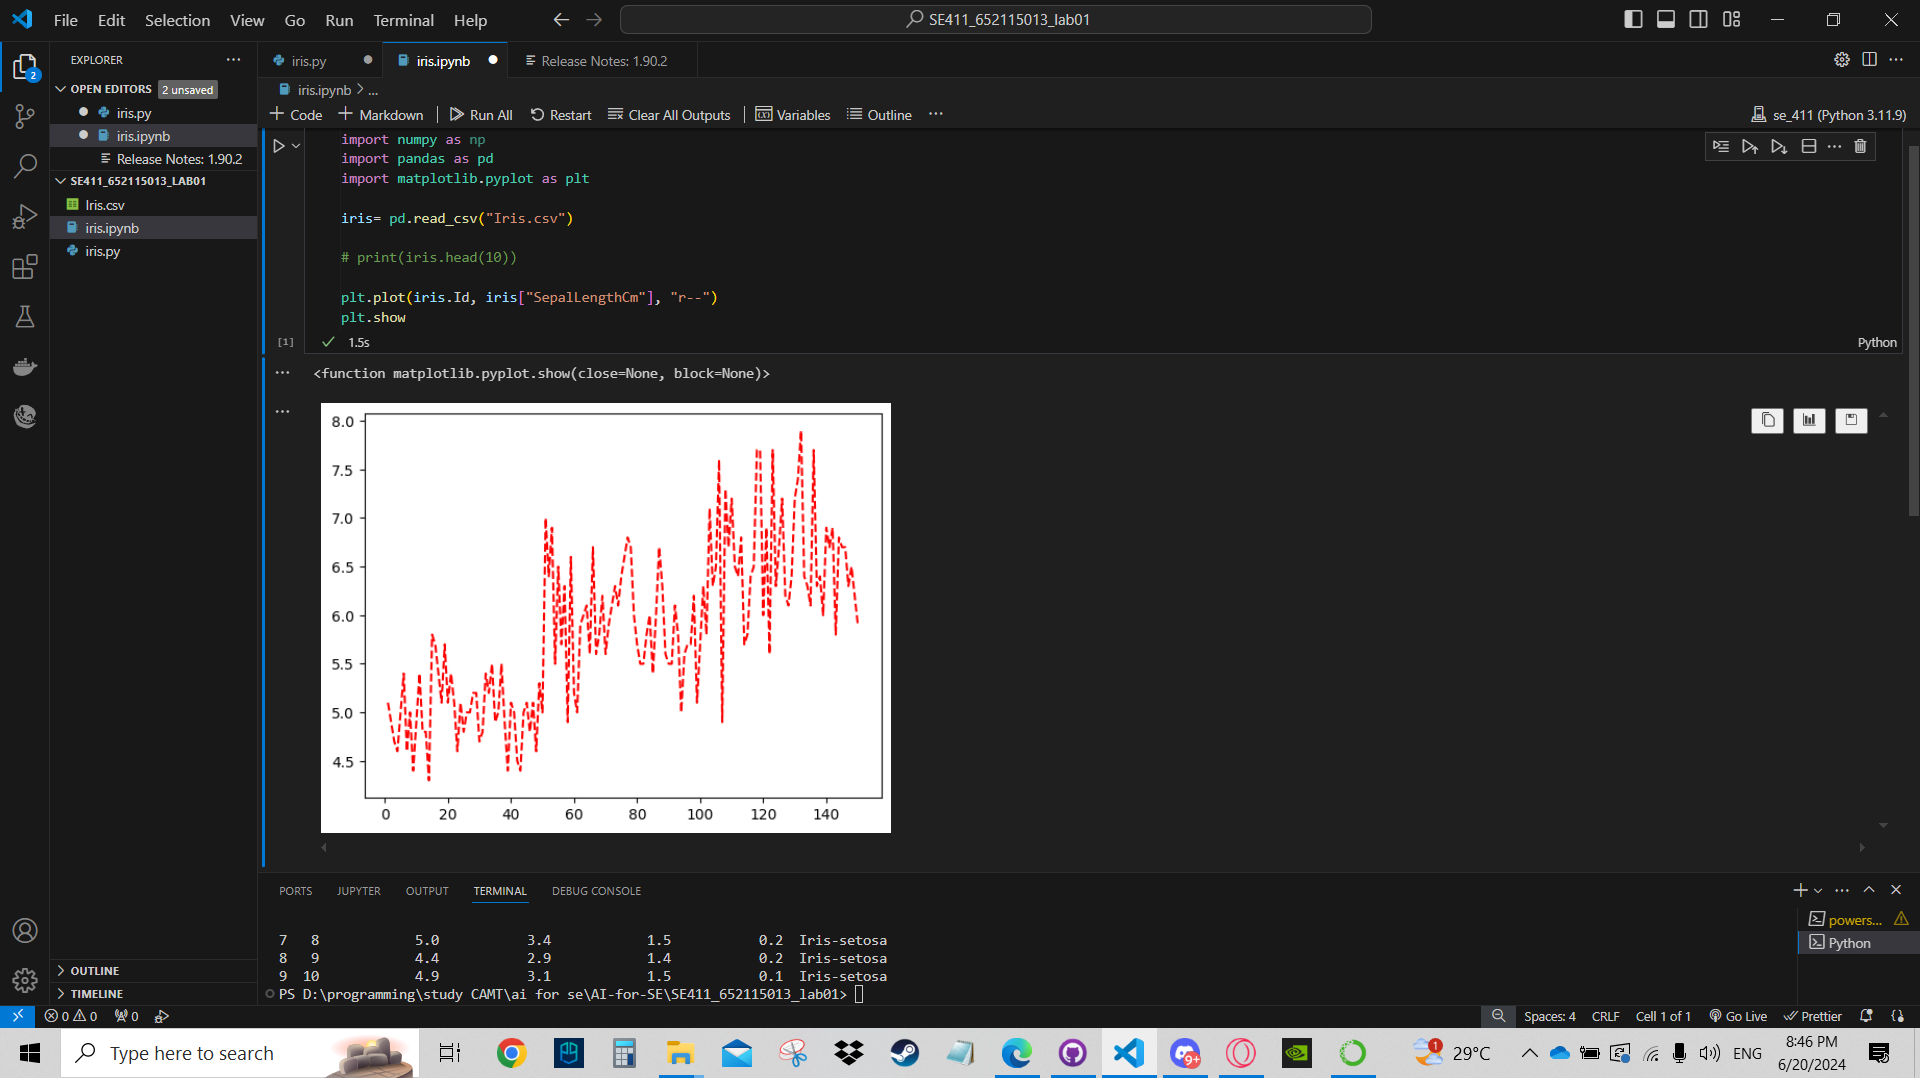 File Edit Selection View Go Run Terminal Help
SE411_652115013_lab01
EXPLORER
OPEN EDITORS 2 unsaved
iris.py
iris.ipynb
Release Notes: 1.90.2
SE411_652115013_LAB01
Iris.csv
iris.ipynb
iris.py
OUTLINE
TIMELINE
iris.py
iris.ipynb
Release Notes: 1.90.2
iris.ipynb > ...
Code Markdown Run All Restart Clear All Outputs Variables Outline
se_411 (Python 3.11.9)
import numpy as np
import pandas as pd
import matplotlib.pyplot as plt
iris= pd.read_csv("Iris.csv")
# print(iris.head(10))
plt.plot(iris.Id, iris["SepalLengthCm"], "r--")
plt.show
[1] 1.5s
Python
<function matplotlib.pyplot.show(close=None, block=None)>
8.0
7.5
7.0
6.5
6.0
5.5
5.0
4.5
0 20 40 60 80 100 120 140
PORTS JUPYTER OUTPUT TERMINAL DEBUG CONSOLE
7 8 5.0 3.4 1.5 0.2 Iris-setosa
8 9 4.4 2.9 1.4 0.2 Iris-setosa
9 10 4.9 3.1 1.5 0.1 Iris-setosa
PS D:\programming\study CAMT\ai for se\AI-for-SE\SE411_652115013_lab01>
powers...
Python
0 0 0
Spaces: 4 CRLF Cell 1 of 1 Go Live Prettier
2
Type here to search
9+
1
29°C
ENG
8:46 PM
6/20/2024